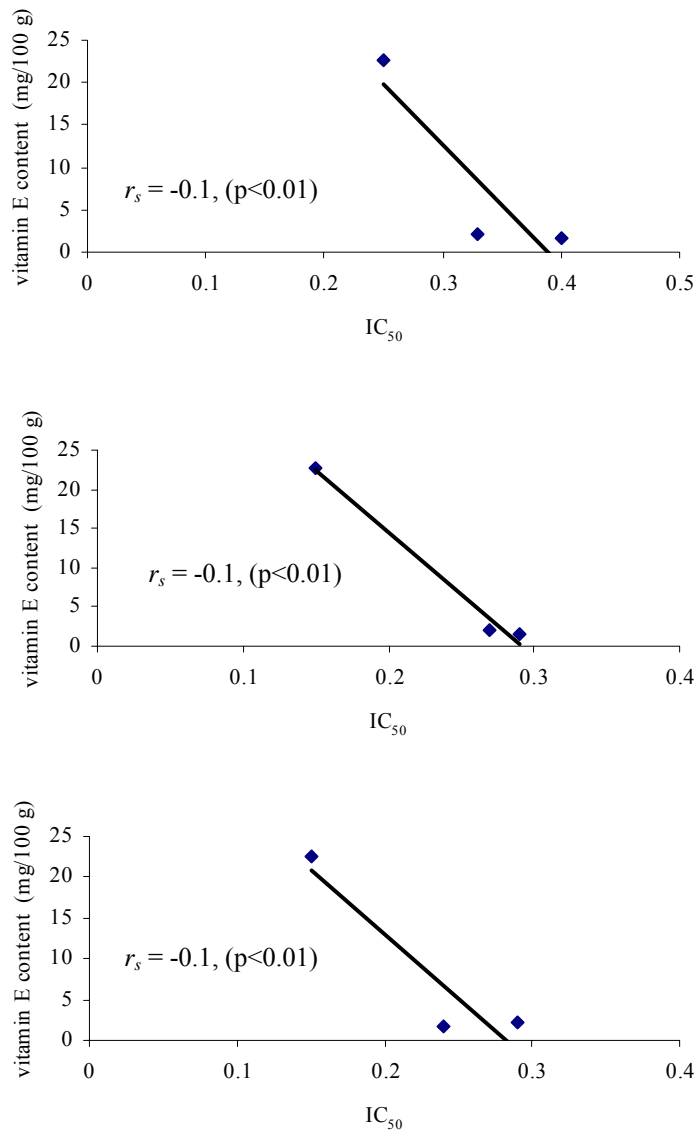 vitamin E content (mg/100 g)
25
20
15
10
5
0
r_s = -0.1, (p<0.01)
0 0.1 0.2 0.3 0.4 0.5
IC₅₀
vitamin E content (mg/100 g)
25
20
15
10
5
0
r_s = -0.1, (p<0.01)
0 0.1 0.2 0.3 0.4
IC₅₀
vitamin E content (mg/100 g)
25
20
15
10
5
0
r_s = -0.1, (p<0.01)
0 0.1 0.2 0.3 0.4
IC₅₀